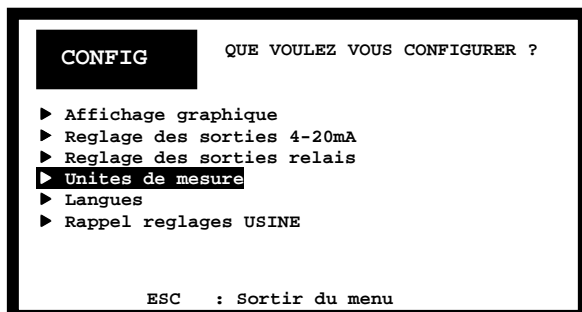 CONFIG
QUE VOULEZ VOUS CONFIGURER ?
Affichage graphique
Reglage des sorties 4-20mA
Reglage des sorties relais
Unites de mesure
Langues
Rappel reglages USINE
ESC : Sortir du menu